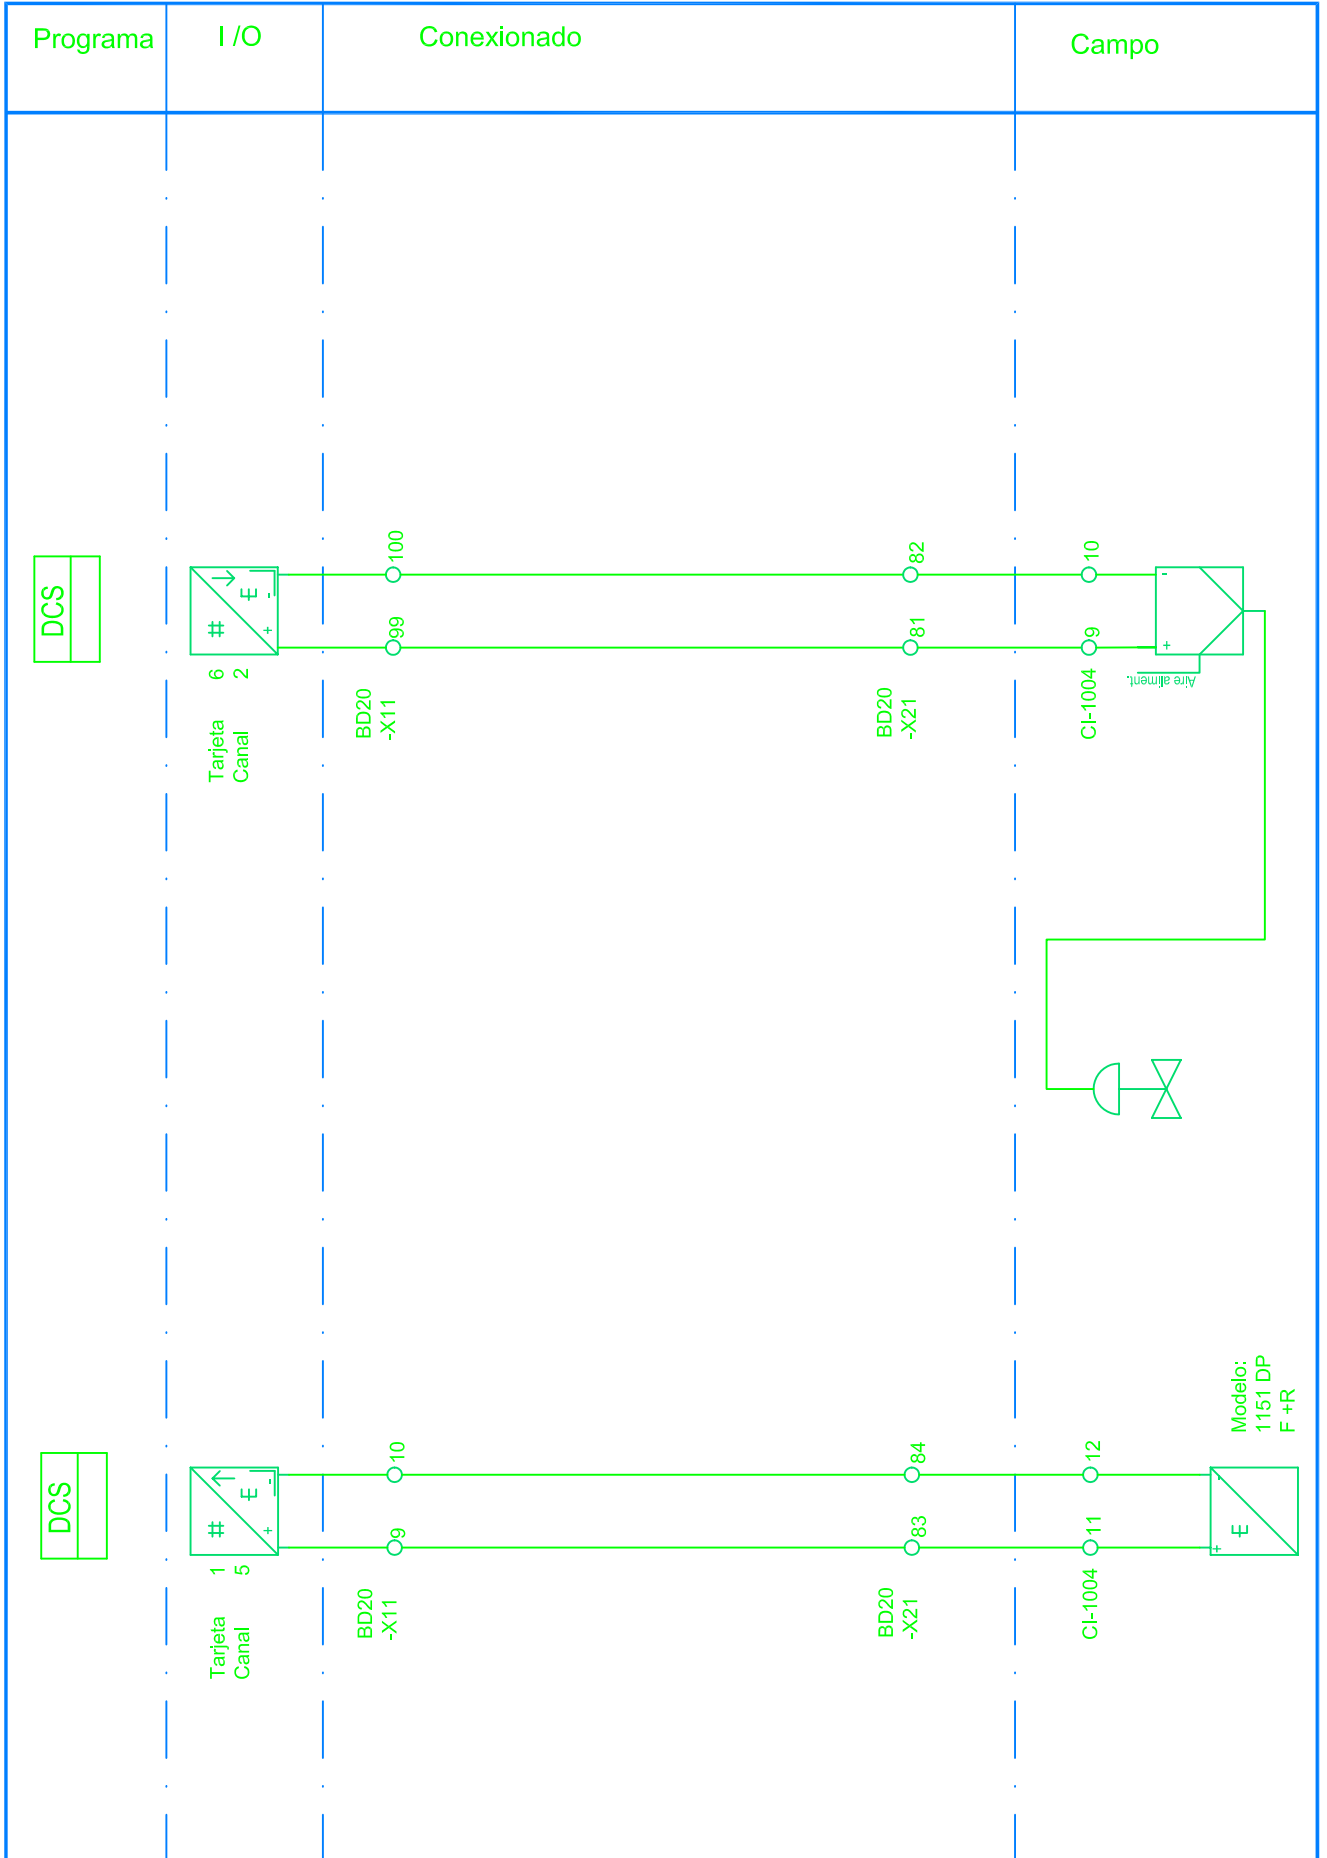 Programa
I /O
Conexionado
Campo
DCS
#
+
-
6
2
Tarjeta
Canal
100
99
BD20
-X11
82
81
BD20
-X21
10
9
CI-1004
-
+
Aire aliment.
DCS
#
+
-
1
5
Tarjeta
Canal
10
9
BD20
-X11
84
83
BD20
-X21
12
11
CI-1004
Modelo:
1151 DP
F +R
-
+